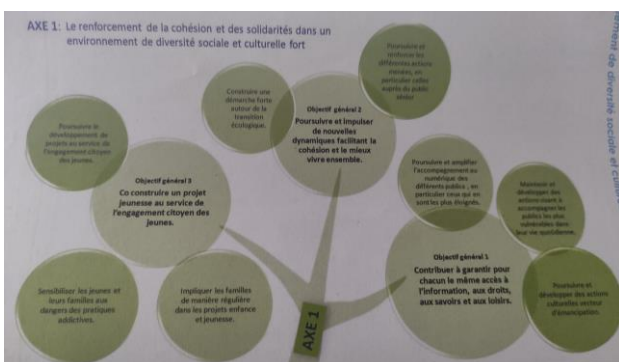 AXE 1: Le renforcement de la cohésion et des solidarités dans un
environnement de diversité sociale et culturelle fort
Poursuivre et
renforce les
différentes actions
menées, en
particulier celles
auprès du public
sénior
Construire une
démarche forte
autour de la
transition
écologique.
Objectif général 2
Poursuivre et impulser
de nouvelles
dynamiques facilitant la
cohésion et le mieux
vivre ensemble.
Poursuivre le
développement de
projets au service de
l'engagement citoyen
des jeunes.
Objectif général 3
Co construire un projet
jeunesse au service de
l'engagement citoyen des
jeunes.
Sensibiliser les jeunes et
leurs familles aux
dangers des pratiques
addictives.
Impliquer les familles
de manière régulière
dans les projets enfance
et jeunesse.
Poursuivre et amplifier
l'accompagnement au
numérique des
différents publics , en
particulier ceux qui en
sont les plus éloignés.
Maintenir et
développer des
actions visant à
accompagner les
publics les plus
vulnérables dans
leur vie quotidienne.
Objectif général 1
Contribuer à garantir pour
chacun le même accès à
l'information, aux droits,
aux savoirs et aux loisirs.
Poursuivre et
développer des actions
culturelles vecteur
d'émancipation.
AXE 1
de diversité sociale et